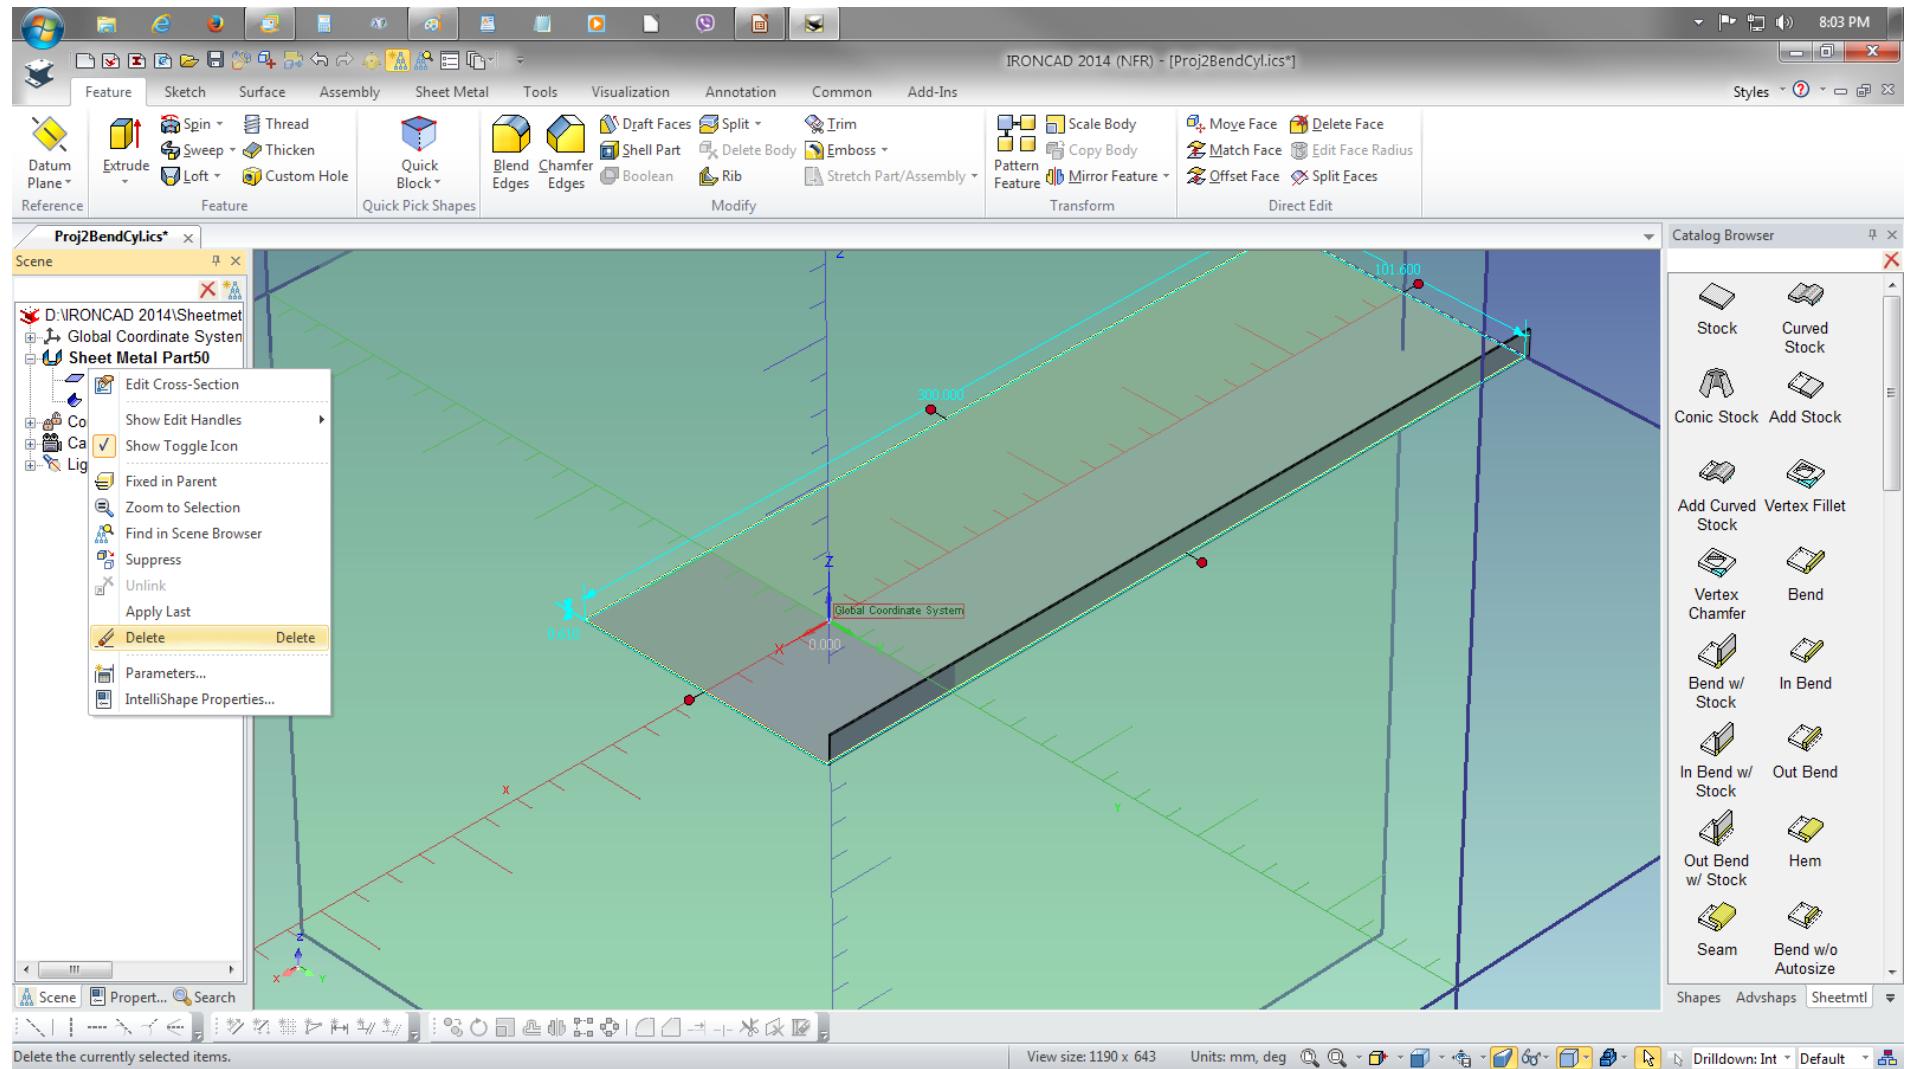 8:03 PM
IRONCAD 2014 (NFR) - [Proj2BendCyl.ics*]
Feature Sketch Surface Assembly Sheet Metal Tools Visualization Annotation Common Add-Ins Styles
Datum Plane
Reference
Extrude
Spin
Sweep
Loft
Thread
Thicken
Custom Hole
Feature
Quick Block
Quick Pick Shapes
Blend Edges
Chamfer Edges
Draft Faces
Shell Part
Boolean
Split
Delete Body
Rib
Trim
Emboss
Stretch Part/Assembly
Modify
Pattern Feature
Scale Body
Copy Body
Mirror Feature
Transform
Move Face
Match Face
Offset Face
Delete Face
Edit Face Radius
Split Faces
Direct Edit
Proj2BendCyl.ics*
Scene
D:\IRONCAD 2014\Sheetmet
Global Coordinate Systen
Sheet Metal Part50
Co
Ca
Lig
Edit Cross-Section
Show Edit Handles
Show Toggle Icon
Fixed in Parent
Zoom to Selection
Find in Scene Browser
Suppress
Unlink
Apply Last
Delete Delete
Parameters...
IntelliShape Properties...
Scene Propert... Search
Z
101.600
300.000
Z
Global Coordinate System
0.610
X
0.000
X
Y
Z
X
Y
Catalog Browser
Stock
Curved Stock
Conic Stock
Add Stock
Add Curved Stock
Vertex Fillet
Vertex Chamfer
Bend
Bend w/ Stock
In Bend
In Bend w/ Stock
Out Bend
Out Bend w/ Stock
Hem
Seam
Bend w/o Autosize
Shapes Advshaps Sheetmtl
Delete the currently selected items.
View size: 1190 x 643
Units: mm, deg
Drilldown: Int
Default